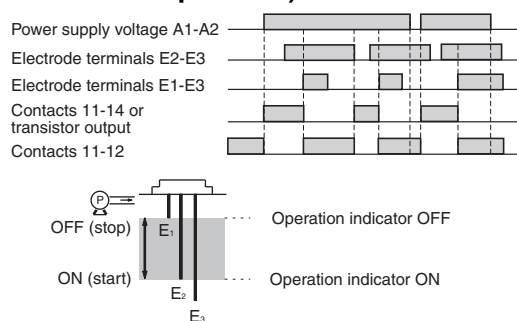 Power supply voltage A1-A2
Electrode terminals E2-E3
Electrode terminals E1-E3
Contacts 11-14 or
transistor output
Contacts 11-12
P
OFF (stop)
E1
Operation indicator OFF
ON (start)
Operation indicator ON
E2
E3